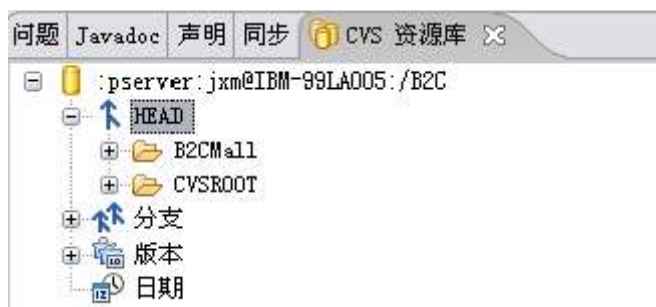 问题 Javadoc 声明 同步 CVS 资源库
:pserver:jxm@IBM-99LA005:/B2C
HEAD
B2CMall
CVSROOT
分支
版本
日期